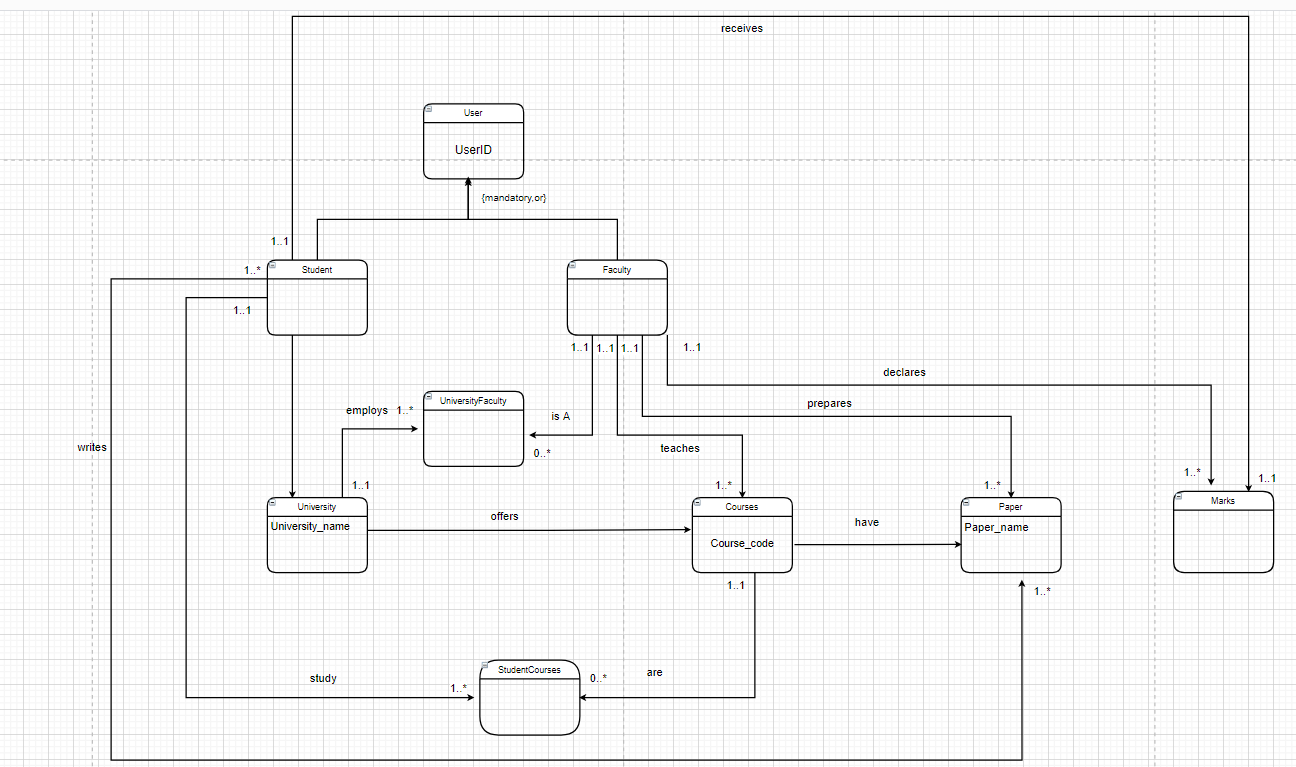 receives
User
UserID
{mandatory,or}
1..1
1..*
Student
Faculty
1..1
1..1
1..1
1..1
1..1
declares
UniversityFaculty
prepares
employs
1..*
is A
writes
teaches
0..*
1..*
1..1
1..1
1..*
1..*
University
Courses
Paper
Marks
University_name
offers
have
Paper_name
Course_code
1..1
1..*
StudentCourses
study
0..*
are
1..*